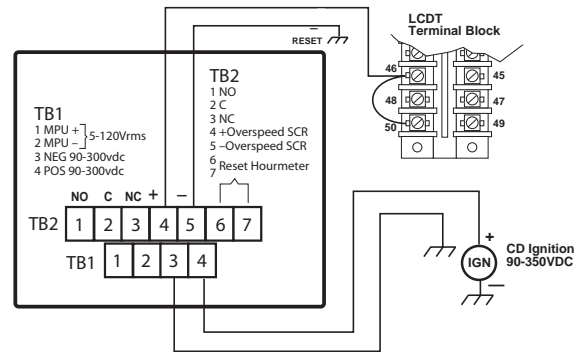 LCDT
Terminal Block
–
RESET
46
45
48
47
50
49
TB2
1 NO
2 C
3 NC
4 +Overspeed SCR
5 –Overspeed SCR
6
7 Reset Hourmeter
TB1
1 MPU +
2 MPU –
5-120Vrms
3 NEG 90-300vdc
4 POS 90-300vdc
NO C NC + –
TB2 1 2 3 4 5 6 7
TB1 1 2 3 4
+
IGN
–
CD Ignition
90-350VDC